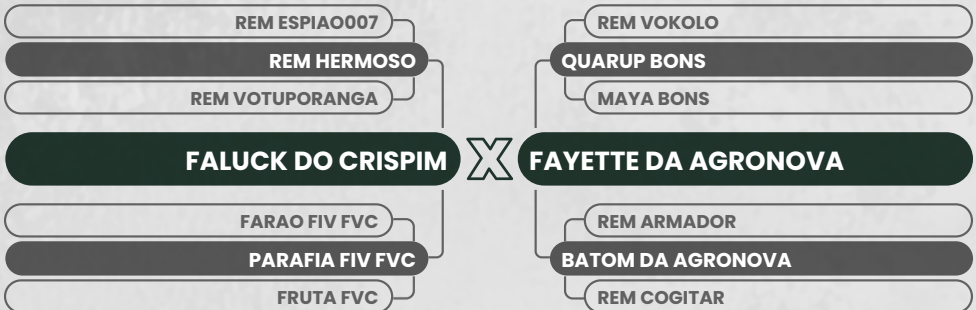 REM ESPIAO007
REM HERMOSO
REM VOTUPORANGA
FALUCK DO CRISPIM
FARAO FIV FVC
PARAFIA FIV FVC
FRUTA FVC
X
REM VOKOLO
QUARUP BONS
MAYA BONS
FAYETTE DA AGRONOVA
REM ARMADOR
BATOM DA AGRONOVA
REM COGITAR